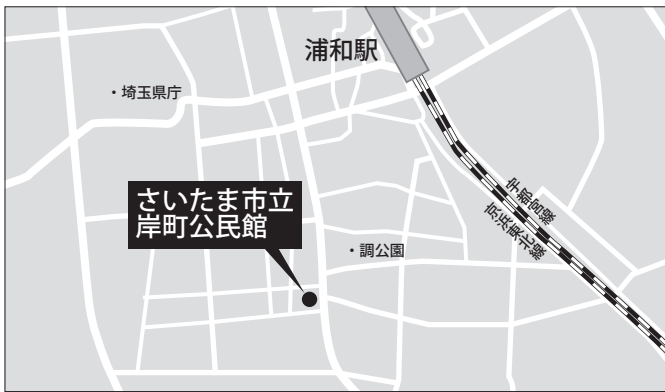 浦和駅
・埼玉県庁
さいたま市立
岸町公民館
・調公園
宇都宮線
京浜東北線